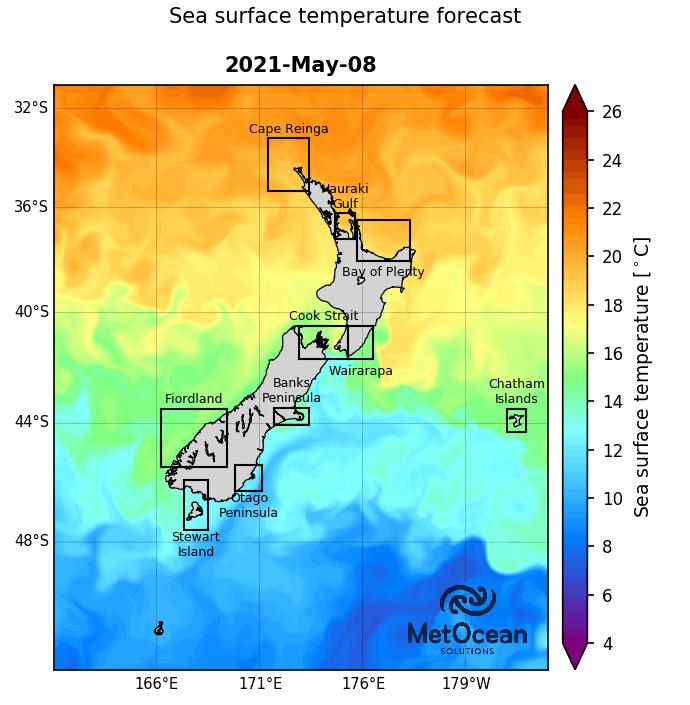 Sea surface temperature forecast
2021-May-08
32°S
36°S
40°S
44°S
48°S
166°E
171°E
176°E
179°W
Cape Reinga
Hauraki
Gulf
Bay of Plenty
Cook Strait
Wairarapa
Banks
Peninsula
Fiordland
Chatham
Islands
Otago
Peninsula
Stewart
Island
MetOcean
SOLUTIONS
26
24
22
20
18
16
14
12
10
8
6
4
Sea surface temperature [°C]